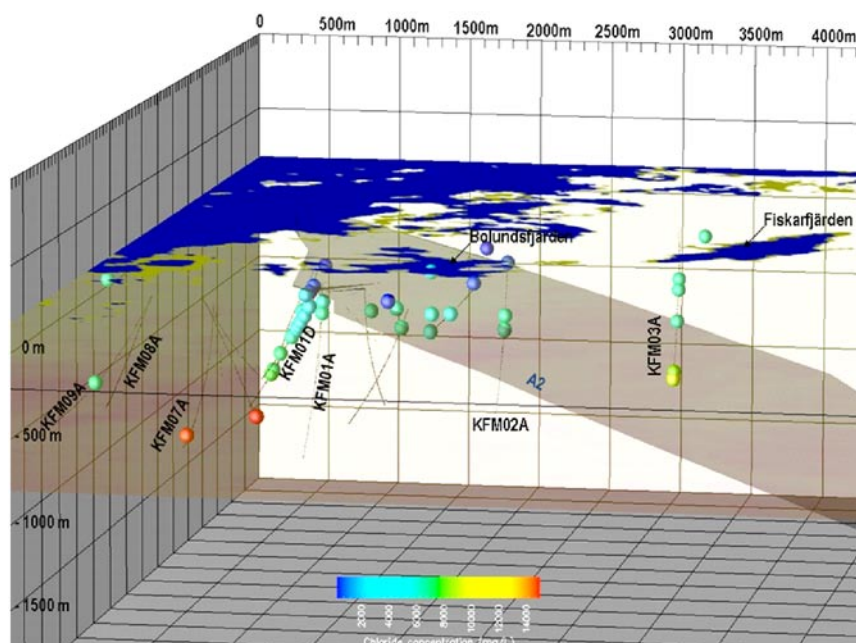 0 500m 1000m 1500m 2000m 2500m 3000m 3500m 4000m
Fiskarfjärden
Bolundsfjärden
0 m
KFM09A
KFM08A
KFM07A
KFM01D
KFM01A
A2
KFM02A
KFM03A
- 500 m
- 1000 m
- 1500 m
2000 4000 6000 8000 10000 12000 14000
Chloride concentration (mg/L)